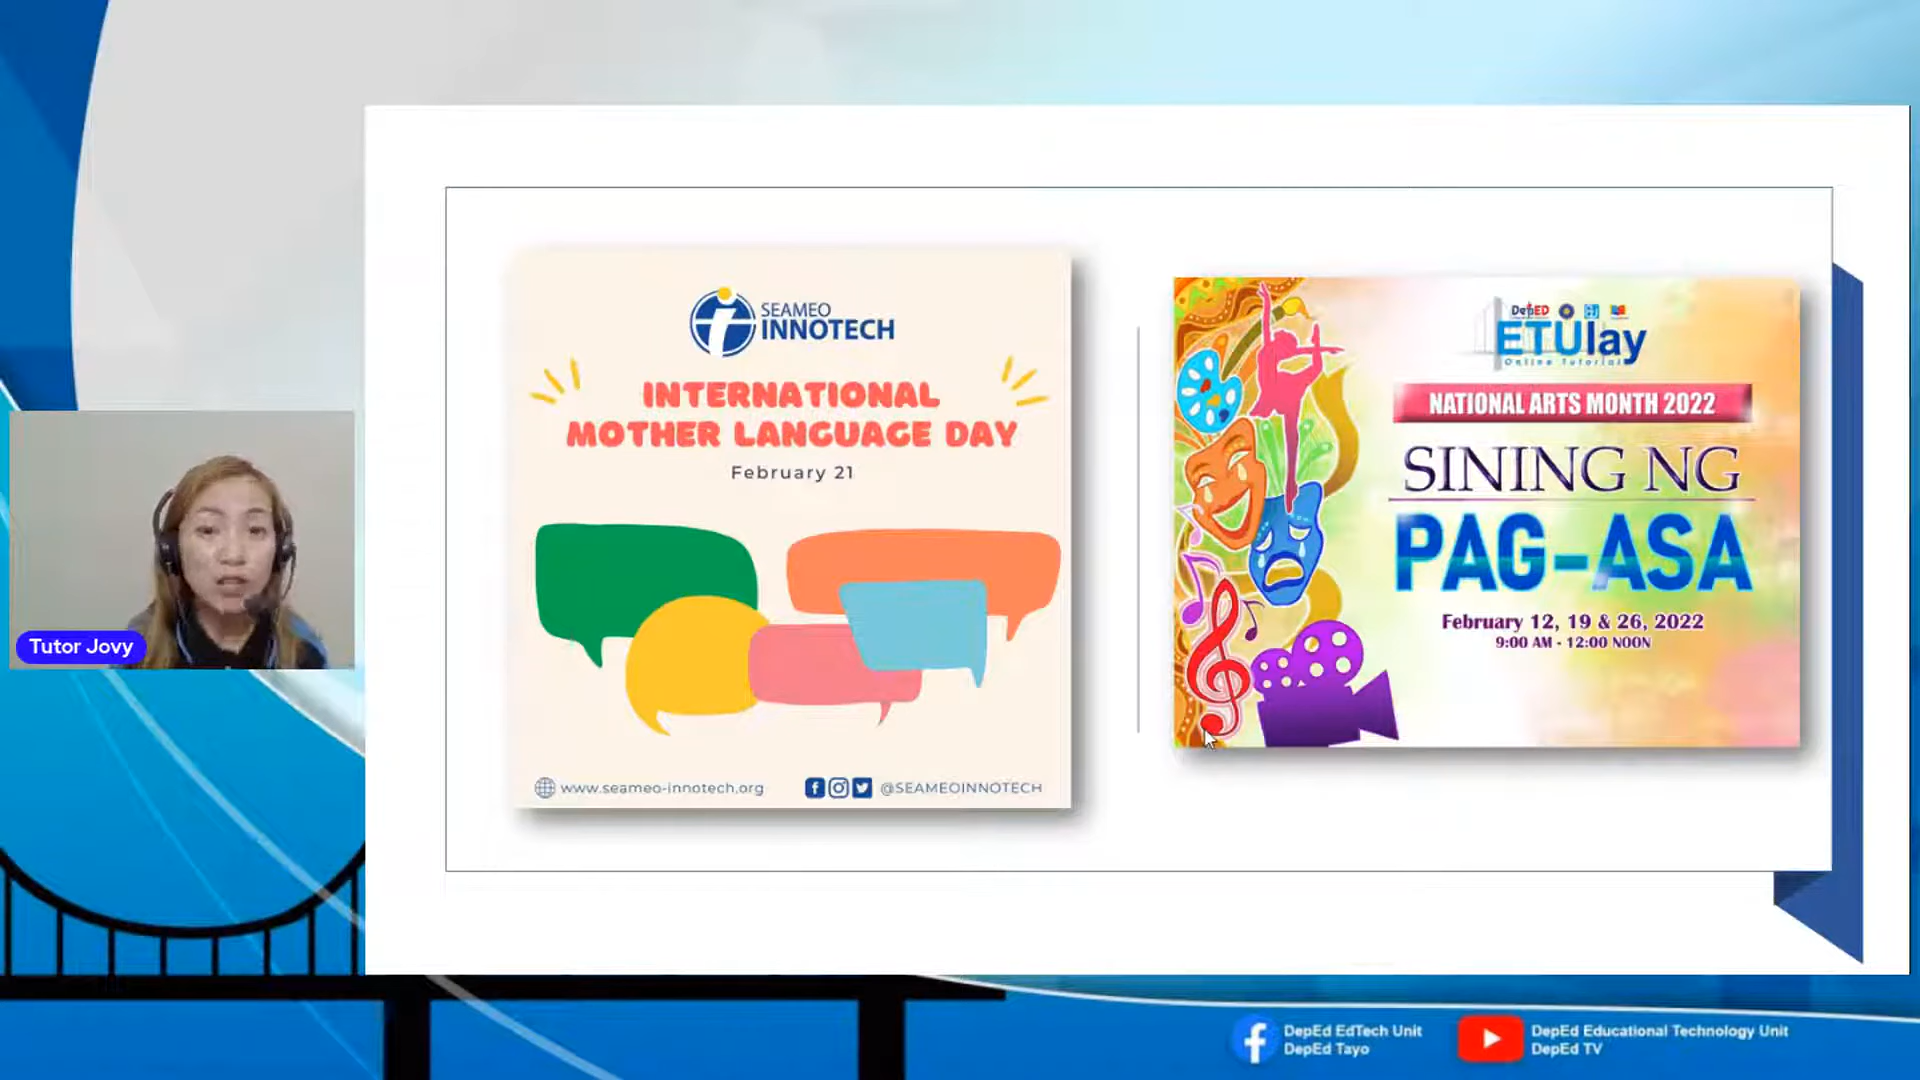 SEAMEO
INNOTECH
INTERNATIONAL
MOTHER LANGUAGE DAY
February 21
www.seameo-innotech.org
@SEAMEOINNOTECH
DepED
ETUlay
Online Tutorial
NATIONAL ARTS MONTH 2022
SINING NG
PAG-ASA
February 12, 19 & 26, 2022
9:00 AM - 12:00 NOON
Tutor Jovy
DepEd EdTech Unit
DepEd Tayo
DepEd Educational Technology Unit
DepEd TV